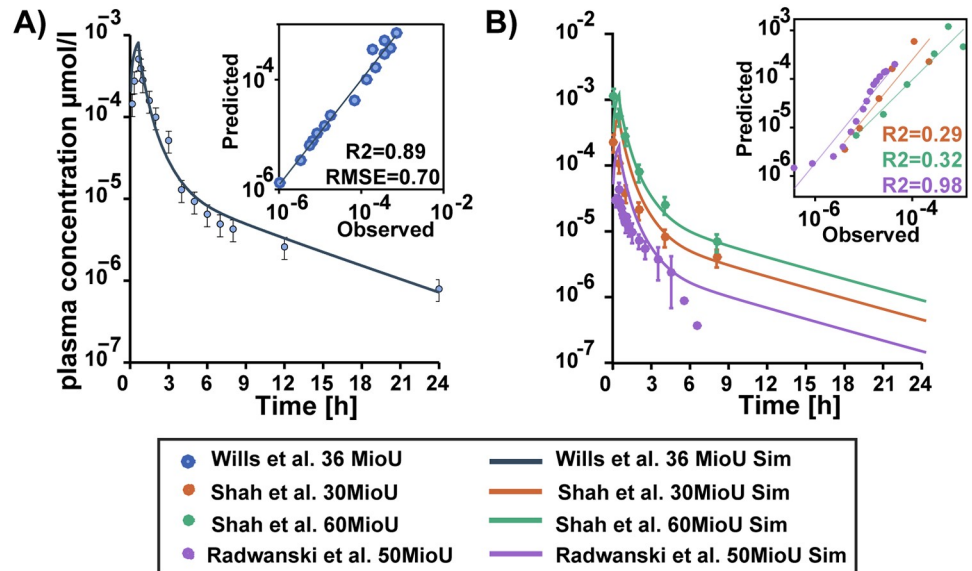 A)
plasma concentration µmol/l
10-3
10-4
10-5
10-6
10-7
0 3 6 9 12 15 18 21 24
Time [h]
Predicted
10-4
10-6
R2=0.89
RMSE=0.70
10-6 10-4 10-2
Observed
B)
10-2
10-3
10-4
10-5
10-6
10-7
0 3 6 9 12 15 18 21 24
Time [h]
Predicted
10-3
10-4
10-5
10-6
R2=0.29
R2=0.32
R2=0.98
10-6 10-4
Observed
Wills et al. 36 MioU
Shah et al. 30MioU
Shah et al. 60MioU
Radwanski et al. 50MioU
Wills et al. 36 MioU Sim
Shah et al. 30MioU Sim
Shah et al. 60MioU Sim
Radwanski et al. 50MioU Sim